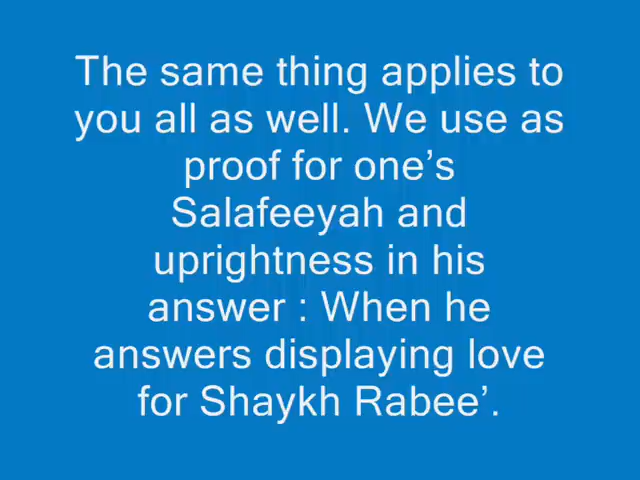 The same thing applies to
you all as well. We use as
proof for one’s
Salafeeyah and
uprightness in his
answer : When he
answers displaying love
for Shaykh Rabee’.